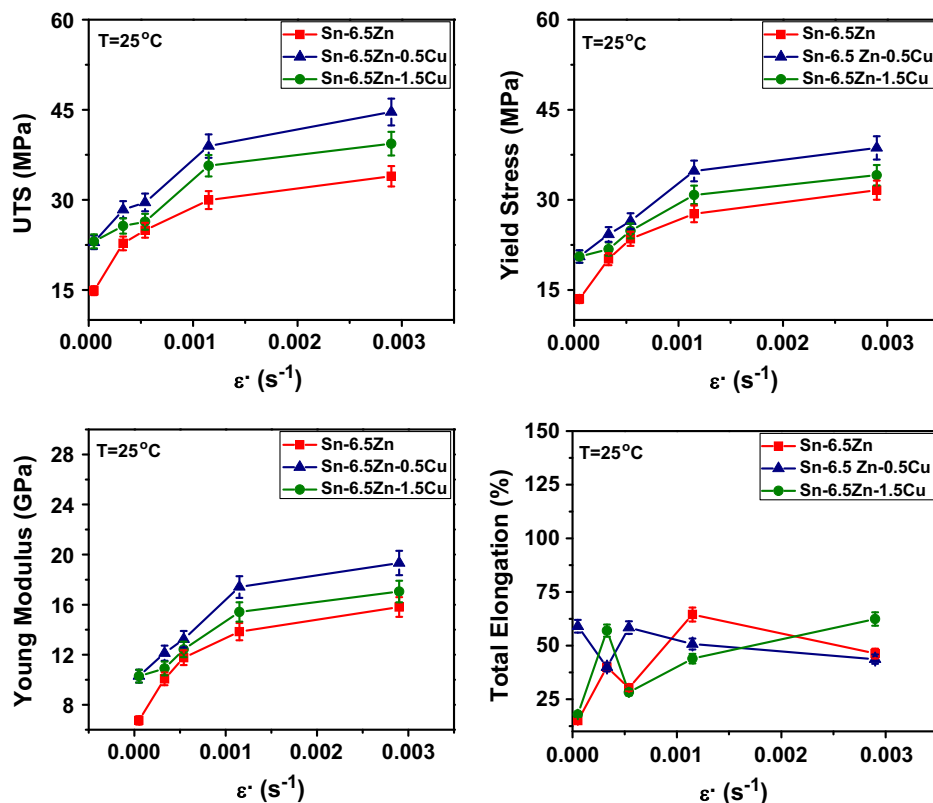 60
45
30
15
UTS (MPa)
T=25°C
Sn-6.5Zn
Sn-6.5Zn-0.5Cu
Sn-6.5Zn-1.5Cu
0.000 0.001 0.002 0.003
ε· (s⁻¹)
60
45
30
15
Yield Stress (MPa)
T=25°C
Sn-6.5Zn
Sn-6.5 Zn-0.5Cu
Sn-6.5Zn-1.5Cu
0.000 0.001 0.002 0.003
ε· (s⁻¹)
28
24
20
16
12
8
Young Modulus (GPa)
T=25°C
Sn-6.5Zn
Sn-6.5Zn-0.5Cu
Sn-6.5Zn-1.5Cu
0.000 0.001 0.002 0.003
ε· (s⁻¹)
150
125
100
75
50
25
Total Elongation (%)
T=25°C
Sn-6.5Zn
Sn-6.5 Zn-0.5Cu
Sn-6.5Zn-1.5Cu
0.000 0.001 0.002 0.003
ε· (s⁻¹)